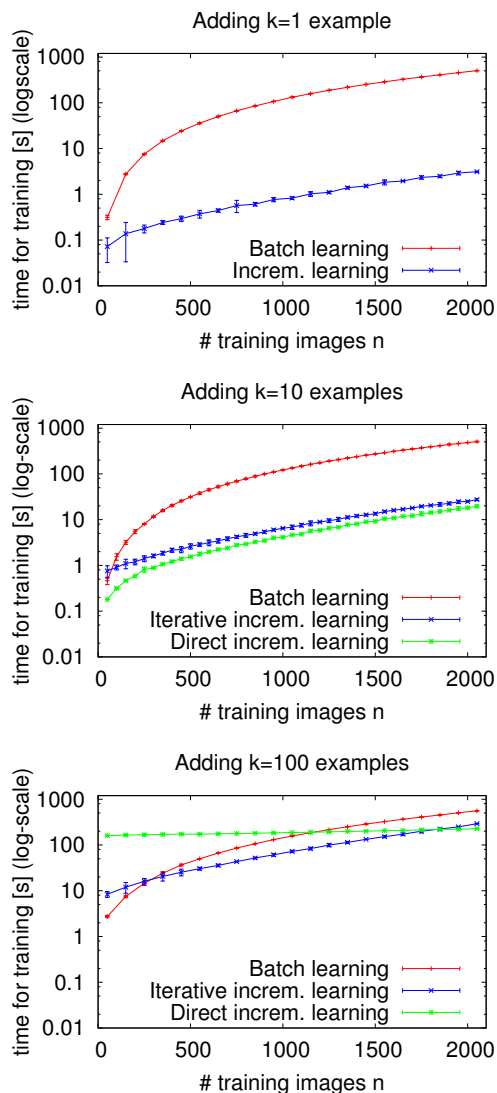 Adding k=1 example
time for training [s] (logscale)
1000
100
10
1
0.1
0.01
Batch learning
Increm. learning
0 500 1000 1500 2000
# training images n
Adding k=10 examples
time for training [s] (log-scale)
1000
100
10
1
0.1
0.01
Batch learning
Iterative increm. learning
Direct increm. learning
0 500 1000 1500 2000
# training images n
Adding k=100 examples
time for training [s] (log-scale)
1000
100
10
1
0.1
0.01
Batch learning
Iterative increm. learning
Direct increm. learning
0 500 1000 1500 2000
# training images n